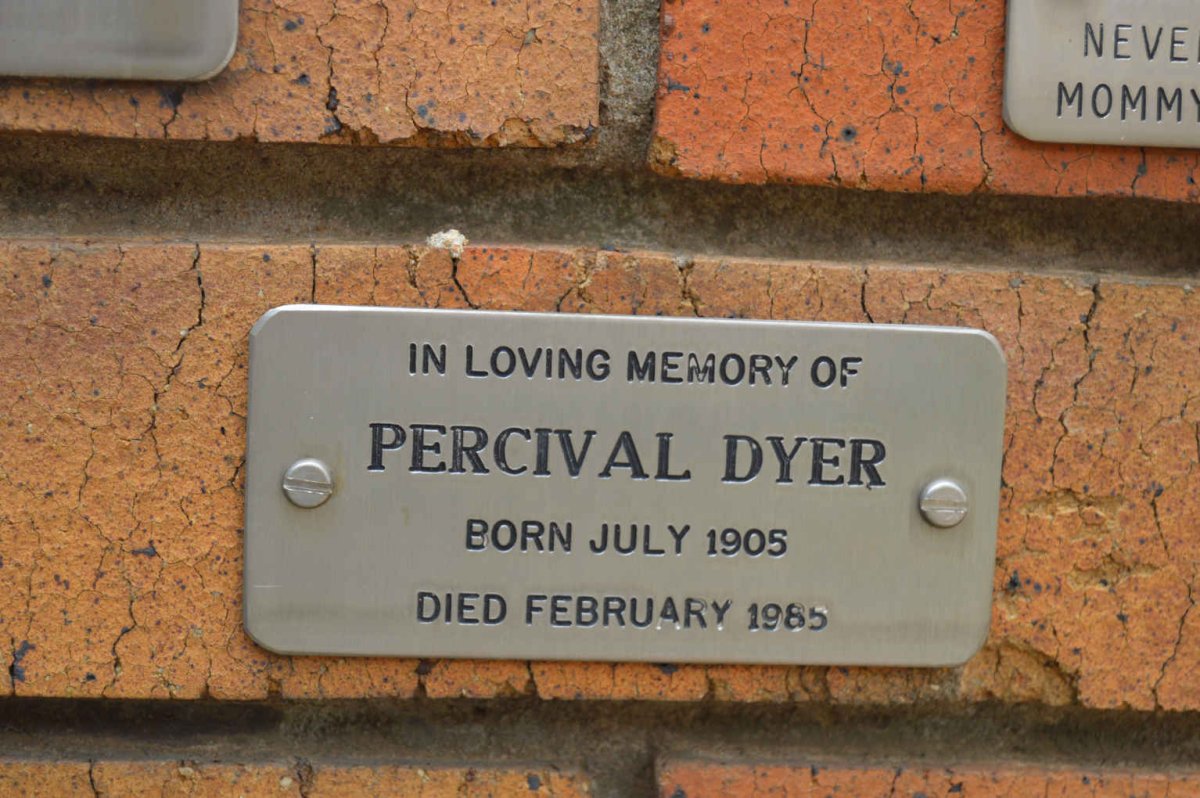 NEVE
MOMMY
IN LOVING MEMORY OF
PERCIVAL DYER
BORN JULY 1905
DIED FEBRUARY 1985